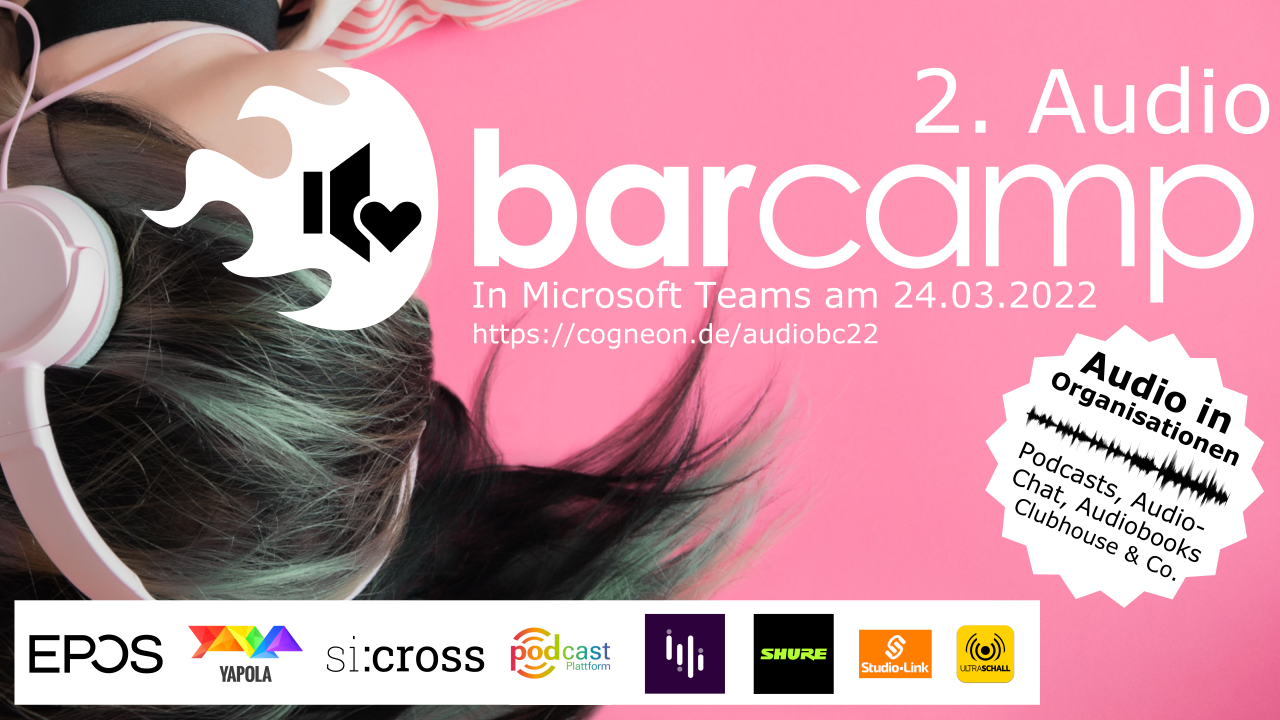 2. Audio
barcamp
In Microsoft Teams am 24.03.2022
https://cogneon.de/audiobc22
Audio in
Organisationen
Podcasts, Audio-
Chat, Audiobooks
Clubhouse & Co.
EPOS
YAPOLA
si:cross
podcast
Plattform
SHURE
Studio-Link
ULTRASCHALL